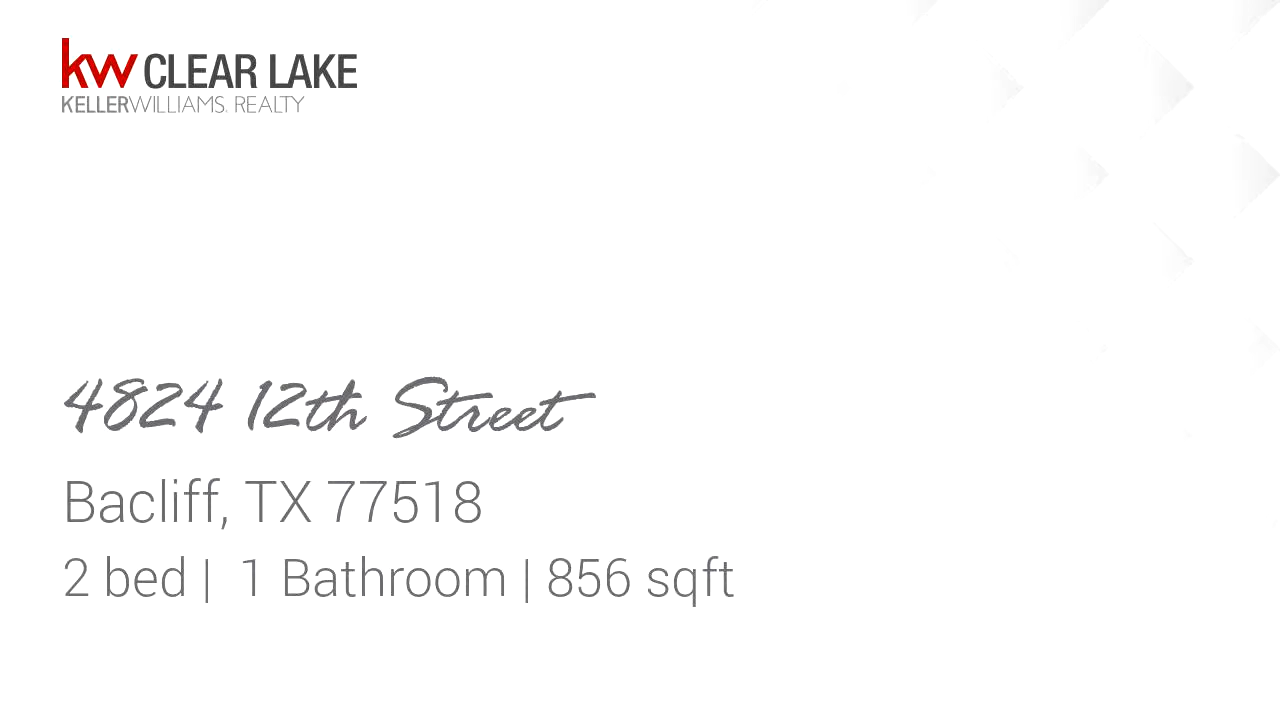 kw CLEAR LAKE
KELLERWILLIAMS. REALTY
4824 12th Street
Bacliff, TX 77518
2 bed | 1 Bathroom | 856 sqft